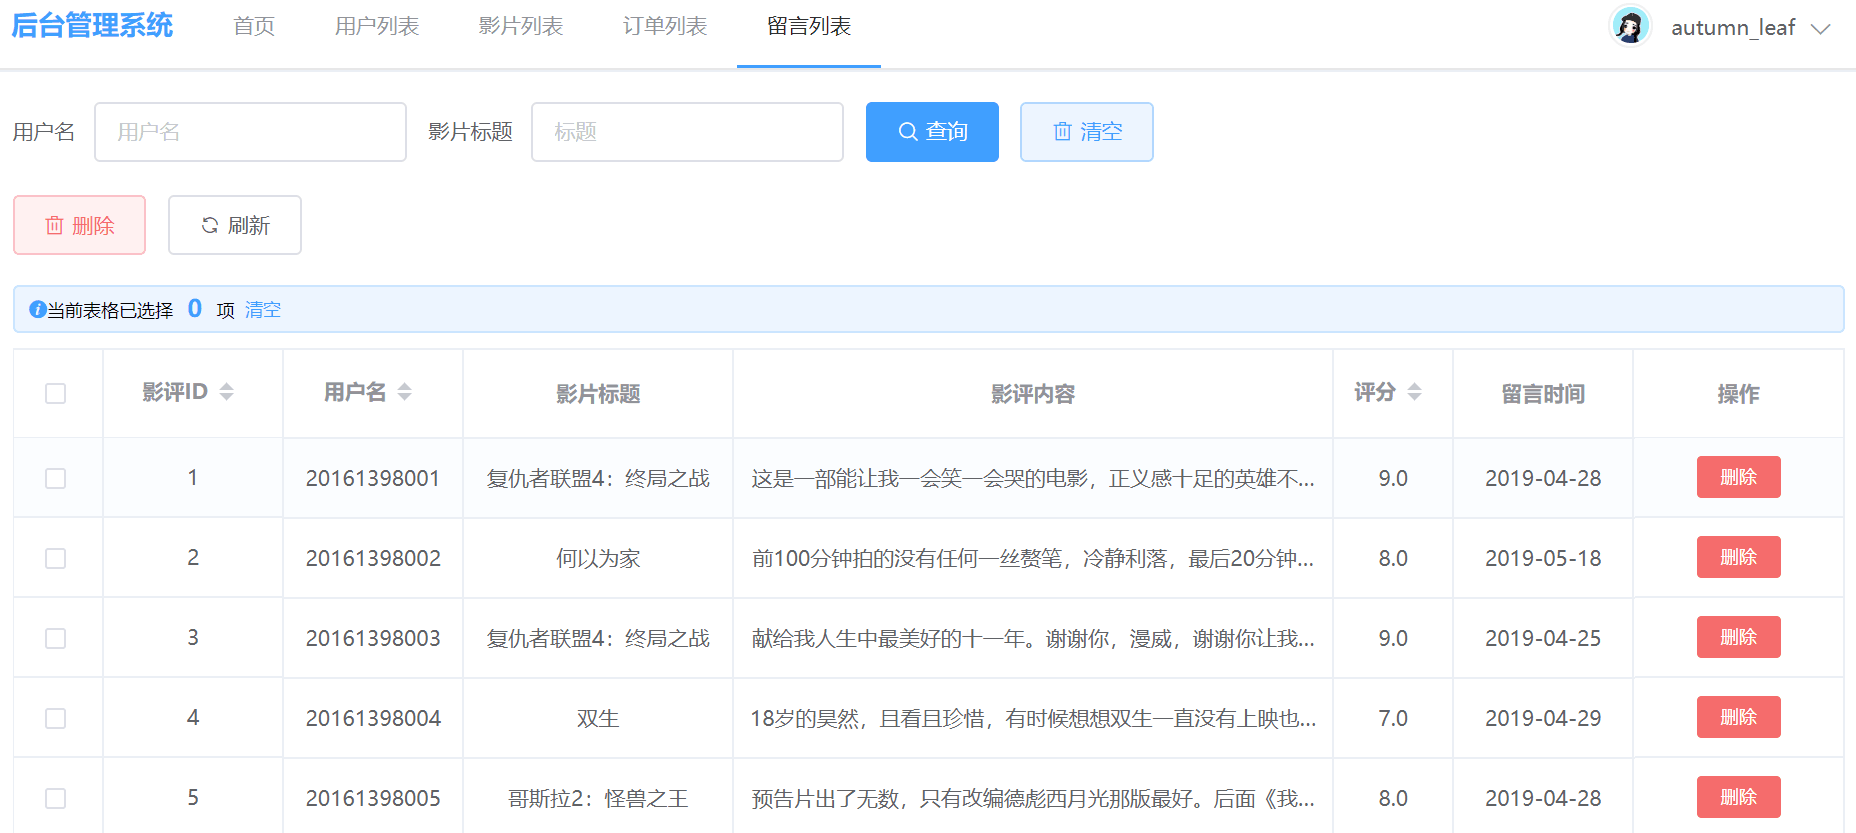 后台管理系统 首页 用户列表 影片列表 订单列表 留言列表 autumn_leaf
用户名 用户名 影片标题 标题 查询 清空
删除 刷新
当前表格已选择 0 项 清空
影评ID 用户名 影片标题 影评内容 评分 留言时间 操作
1 20161398001 复仇者联盟4：终局之战 这是一部能让我一会笑一会哭的电影，正义感十足的英雄不... 9.0 2019-04-28 删除
2 20161398002 何以为家 前100分钟拍的没有任何一丝赘笔，冷静利落，最后20分钟... 8.0 2019-05-18 删除
3 20161398003 复仇者联盟4：终局之战 献给我人生中最美好的十一年。谢谢你，漫威，谢谢你让我... 9.0 2019-04-25 删除
4 20161398004 双生 18岁的昊然，且看且珍惜，有时候想想双生一直没有上映也... 7.0 2019-04-29 删除
5 20161398005 哥斯拉2：怪兽之王 预告片出了无数，只有改编德彪西月光那版最好。后面《我... 8.0 2019-04-28 删除